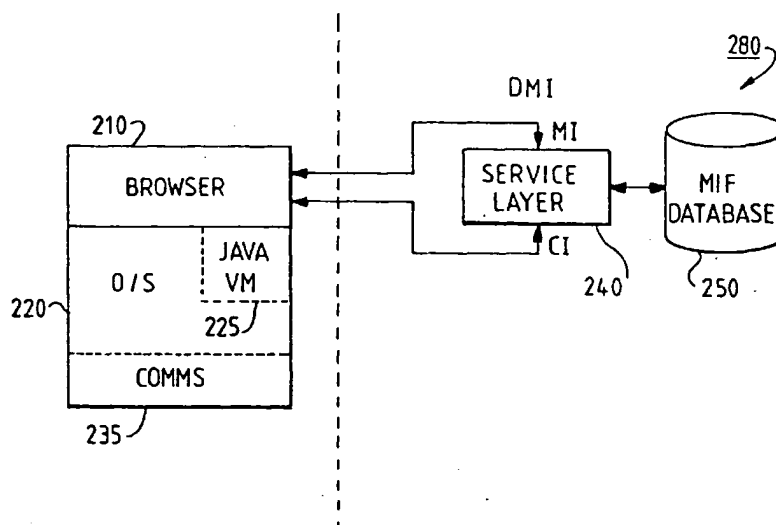 280
DMI
210
MI
BROWSER
SERVICE
LAYER
MIF
DATABASE
CI
O/S
JAVA
VM
220
225
240
250
COMMS
235